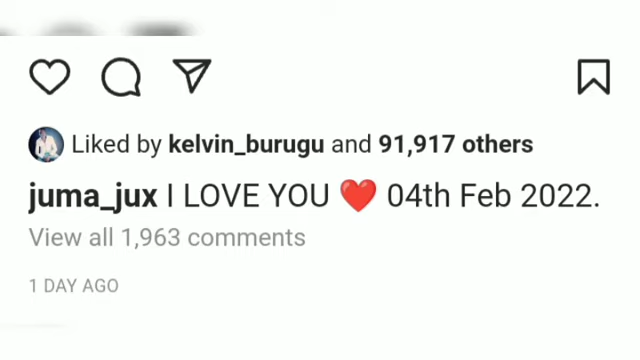 Liked by kelvin_burugu and 91,917 others
juma_jux I LOVE YOU ❤️ 04th Feb 2022.
View all 1,963 comments
1 DAY AGO